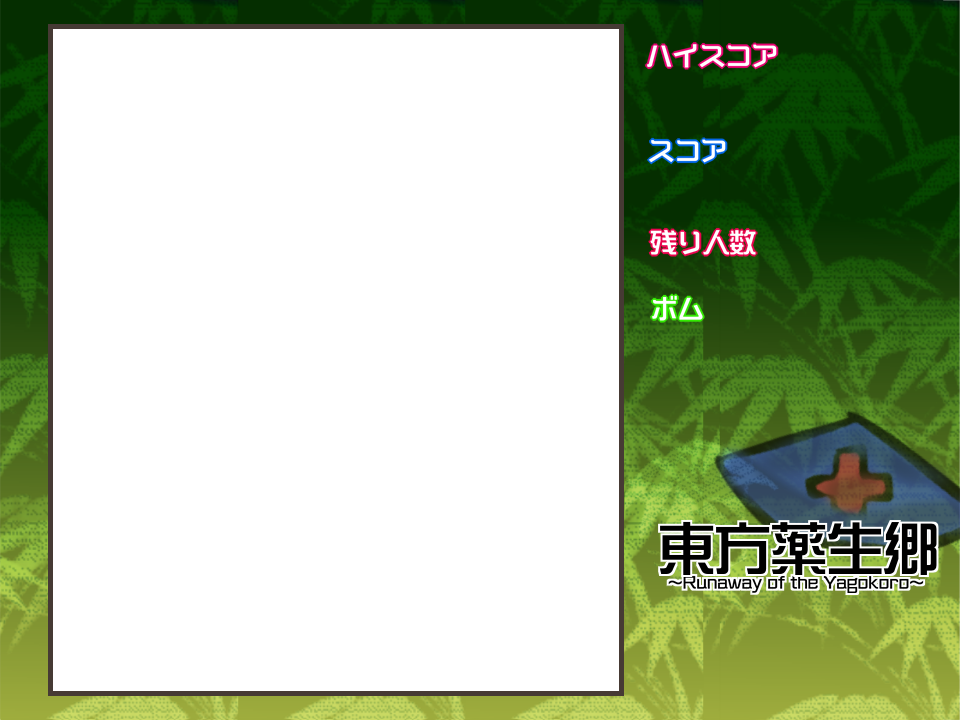 ハイスコア
スコア
残り人数
ボム
東方薬生郷
～Runaway of the Yagokoro～